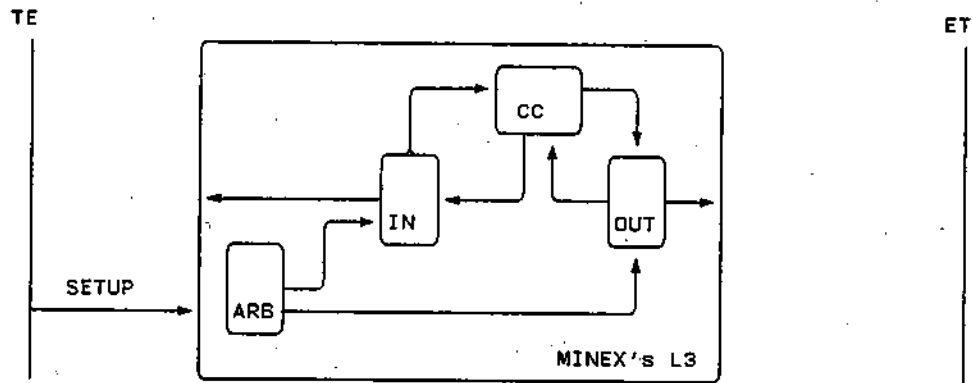 TE
ET
CC
IN
OUT
SETUP
ARB
MINEX's L3